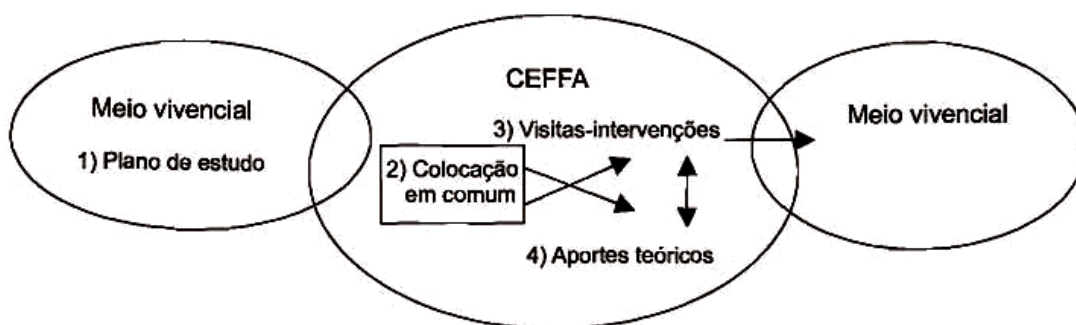 Meio vivencial
1) Plano de estudo
CEFFA
2) Colocação
em comum
3) Visitas-intervenções
4) Aportes teóricos
Meio vivencial